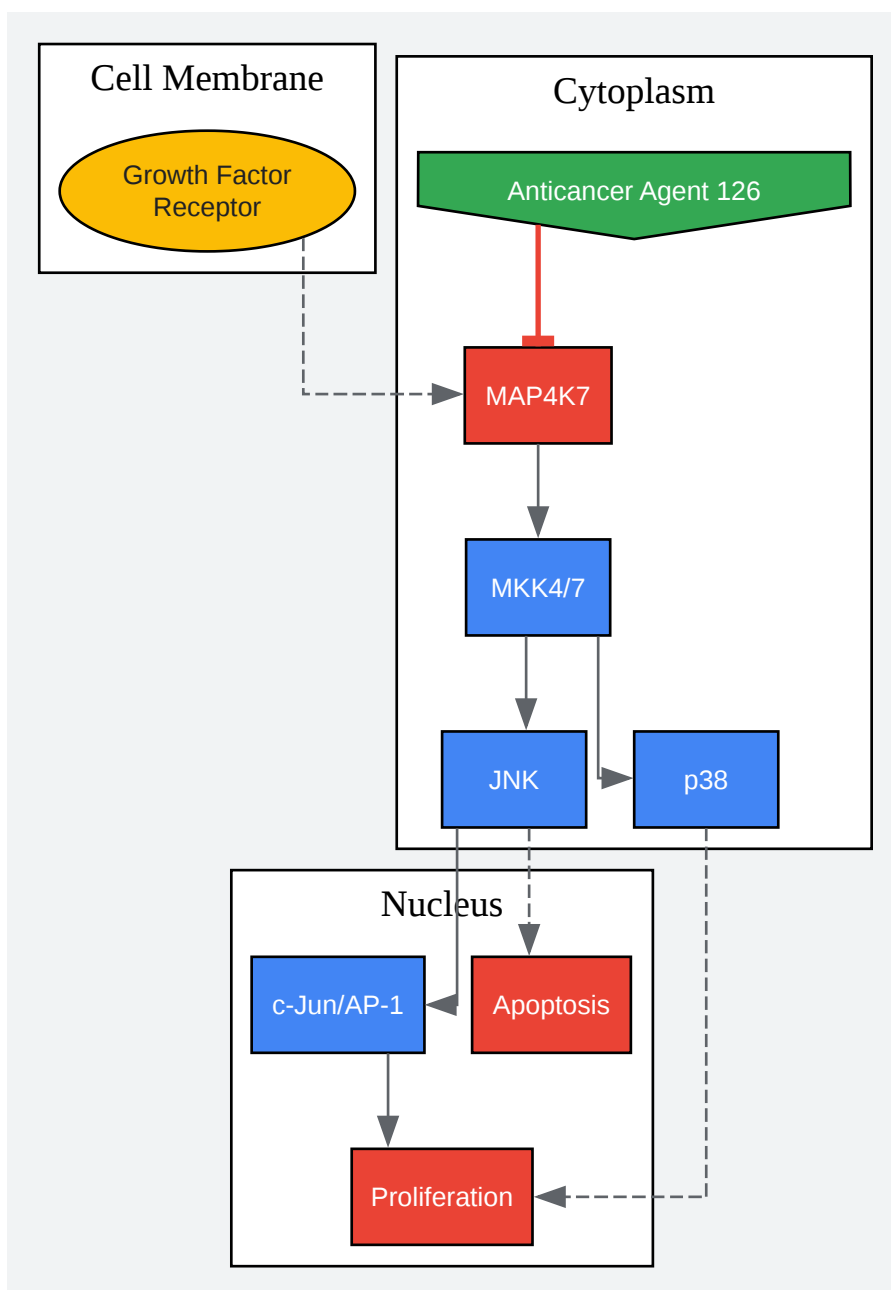 Cell Membrane
Growth Factor
Receptor
Cytoplasm
Anticancer Agent 126
MAP4K7
MKK4/7
JNK
p38
Nucleus
c-Jun/AP-1
Apoptosis
Proliferation